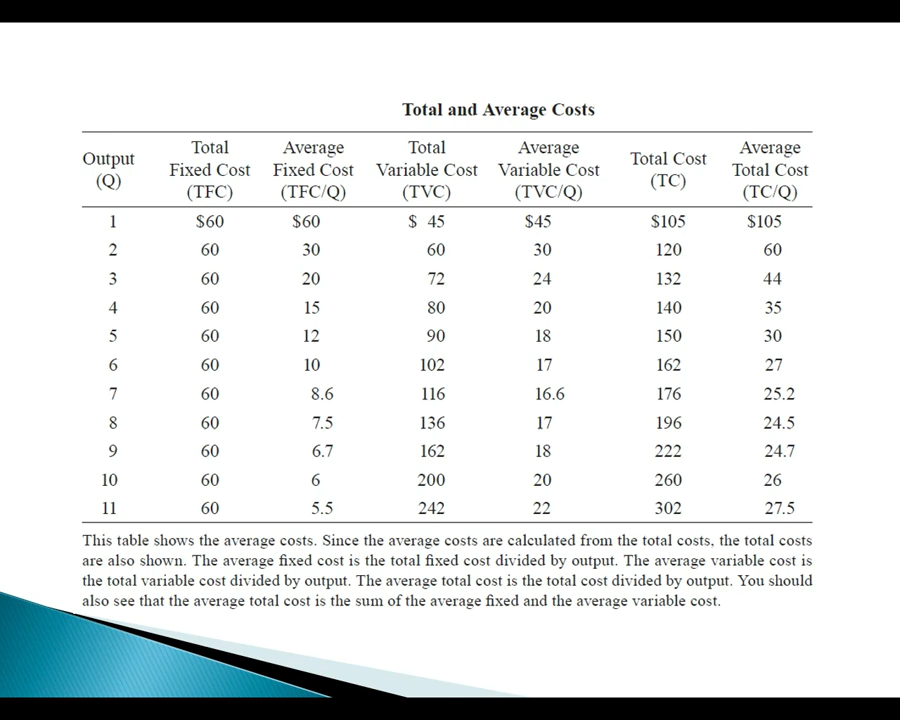 Total and Average Costs
Output (Q) Total Fixed Cost (TFC) Average Fixed Cost (TFC/Q) Total Variable Cost (TVC) Average Variable Cost (TVC/Q) Total Cost (TC) Average Total Cost (TC/Q)
1 $60 $60 $ 45 $45 $105 $105
2 60 30 60 30 120 60
3 60 20 72 24 132 44
4 60 15 80 20 140 35
5 60 12 90 18 150 30
6 60 10 102 17 162 27
7 60 8.6 116 16.6 176 25.2
8 60 7.5 136 17 196 24.5
9 60 6.7 162 18 222 24.7
10 60 6 200 20 260 26
11 60 5.5 242 22 302 27.5
This table shows the average costs. Since the average costs are calculated from the total costs, the total costs
are also shown. The average fixed cost is the total fixed cost divided by output. The average variable cost is
the total variable cost divided by output. The average total cost is the total cost divided by output. You should
also see that the average total cost is the sum of the average fixed and the average variable cost.